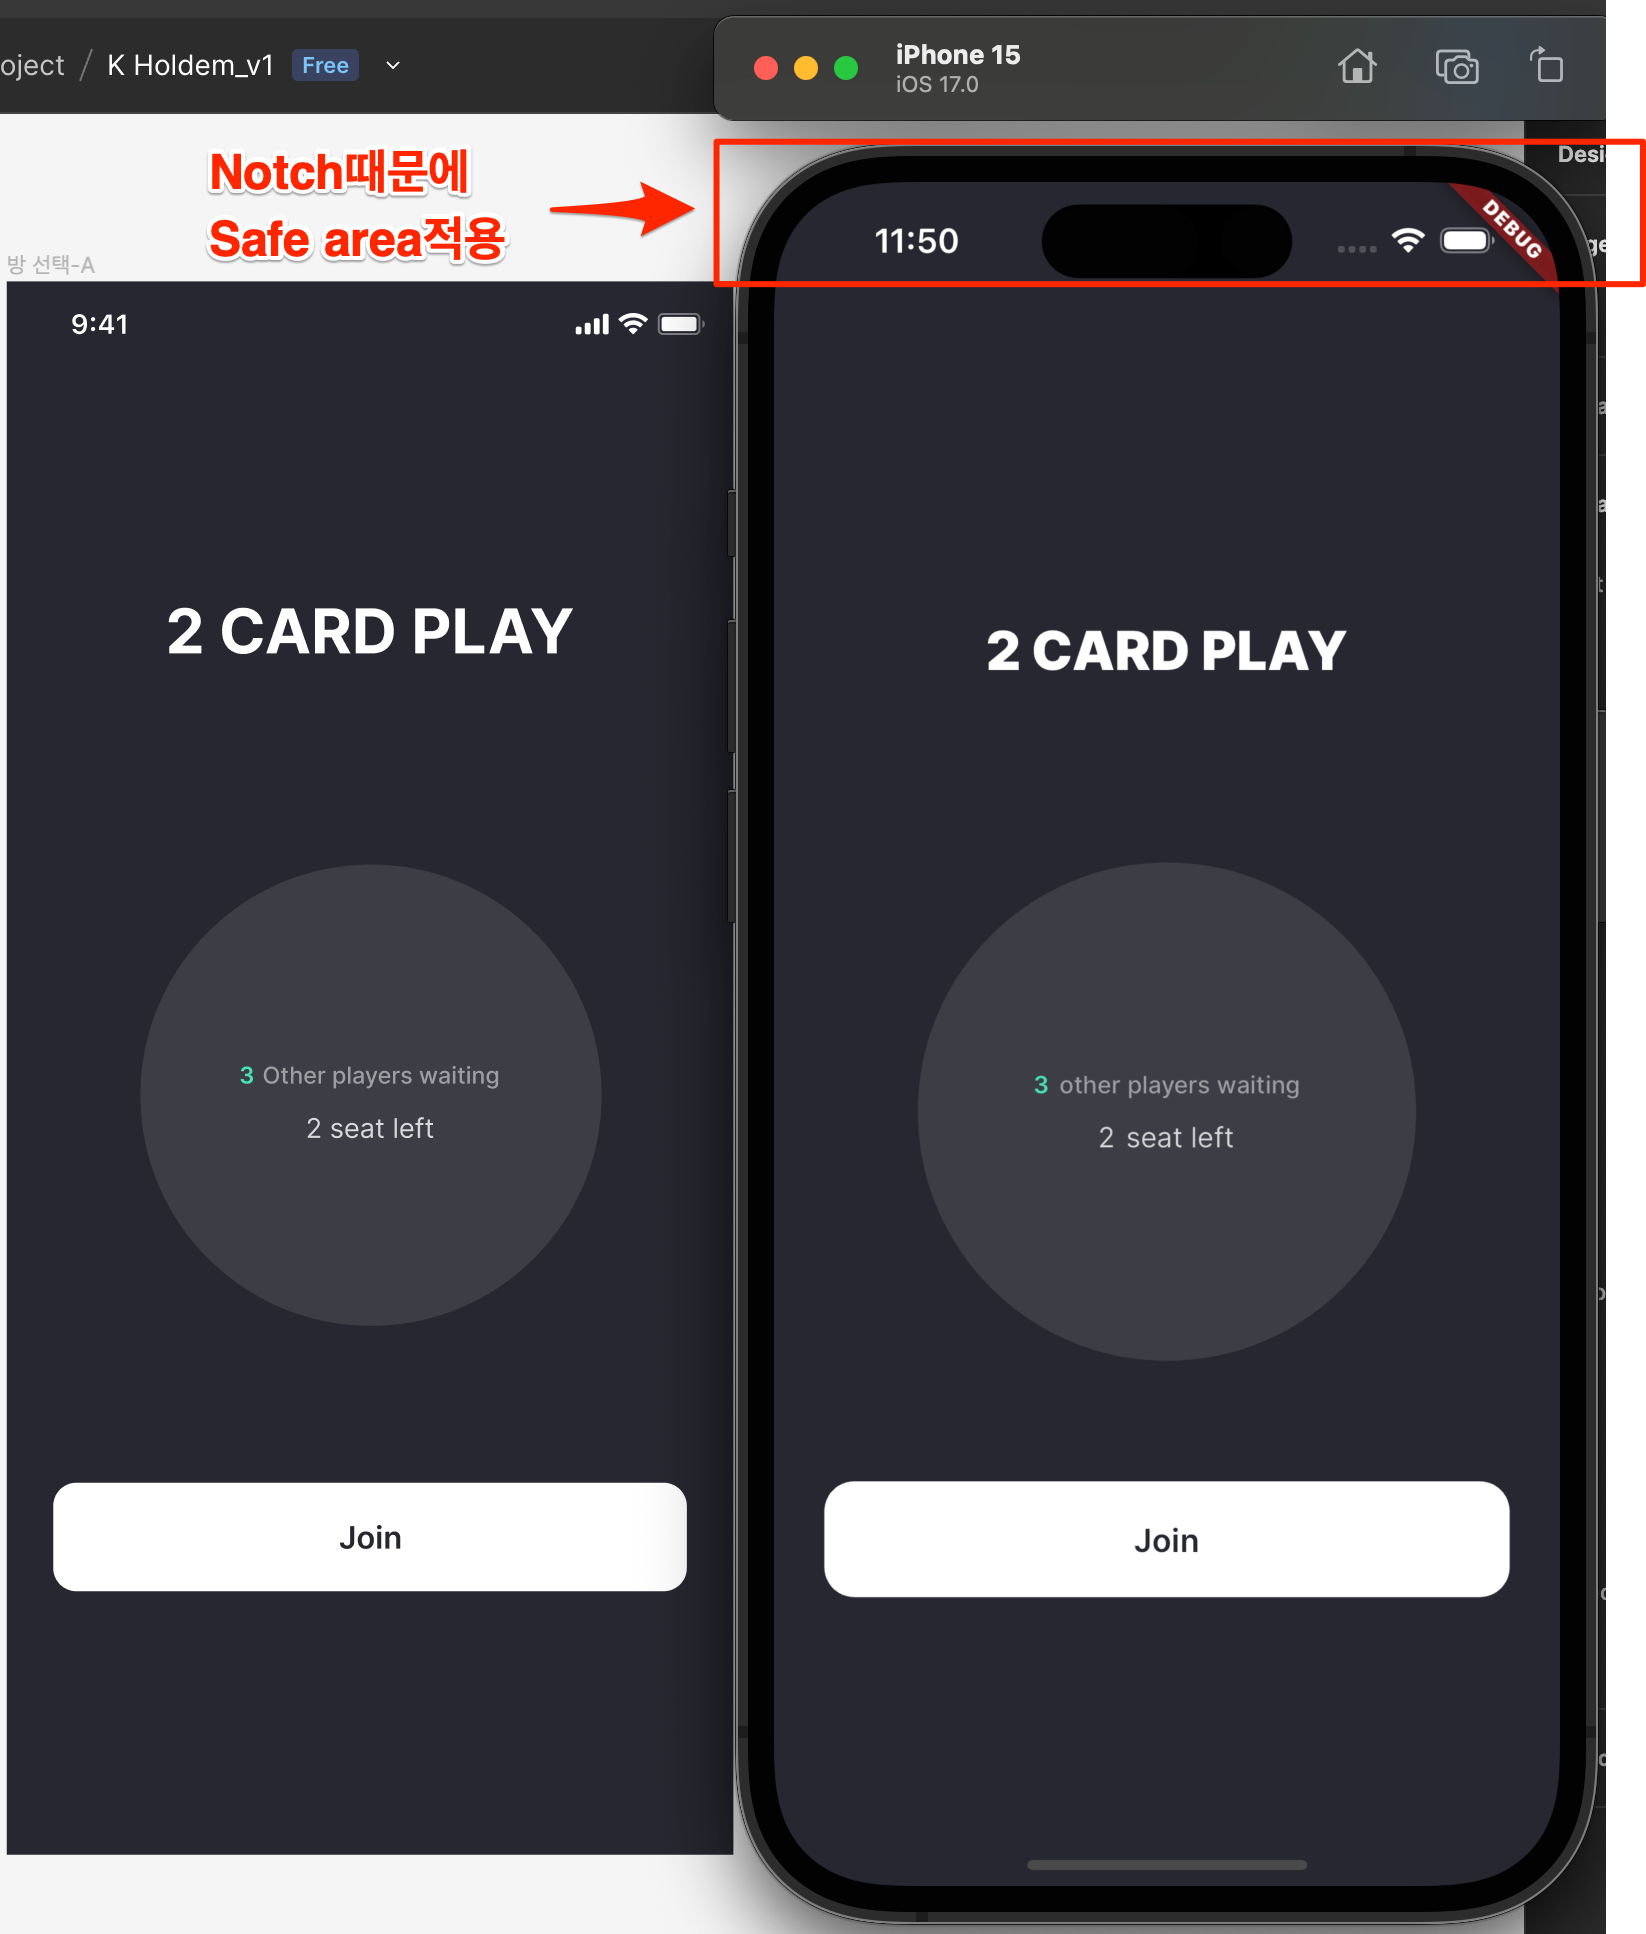 oject / K Holdem_v1 Free
iPhone 15
iOS 17.0
Notch때문에
Safe area적용
Desi
방 선택-A
11:50
DEBUG
ge
9:41
2 CARD PLAY
3 Other players waiting
2 seat left
Join
2 CARD PLAY
3 other players waiting
2 seat left
Join